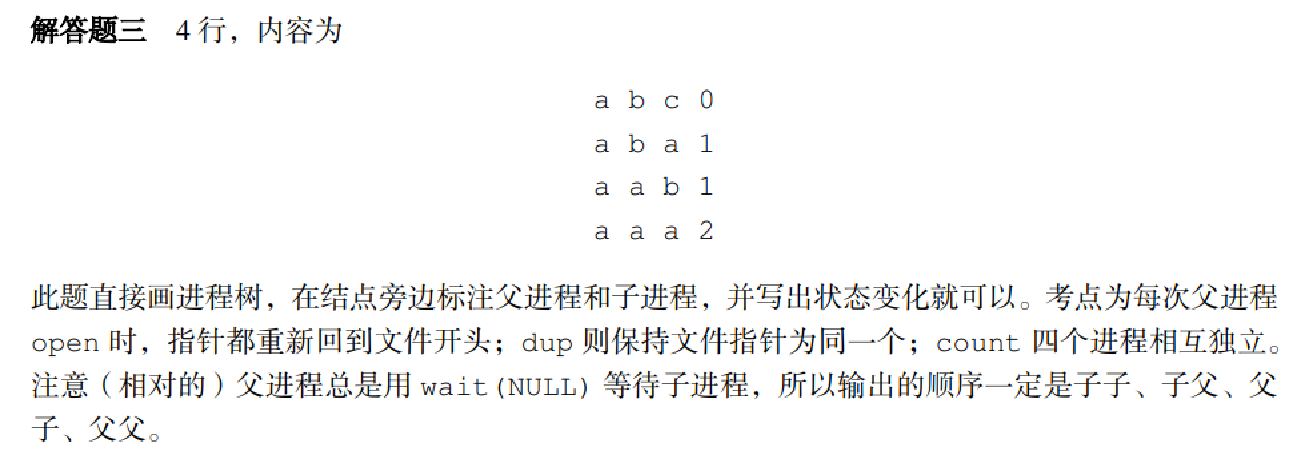 解答题三 4 行，内容为
a b c 0
a b a 1
a a b 1
a a a 2
此题直接画进程树，在结点旁边标注父进程和子进程，并写出状态变化就可以。考点为每次父进程
open 时，指针都重新回到文件开头；dup 则保持文件指针为同一个；count 四个进程相互独立。
注意（相对的）父进程总是用 wait(NULL) 等待子进程，所以输出的顺序一定是子子、子父、父
子、父父。